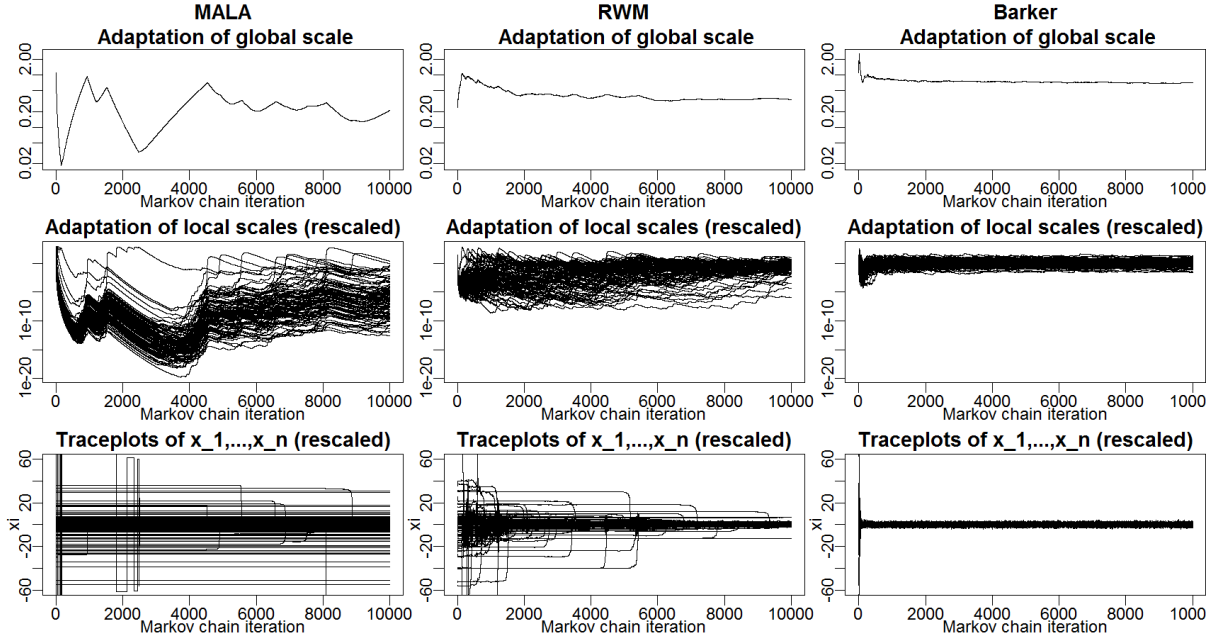 MALA
Adaptation of global scale
2.00
0.20
0.02
0 2000 4000 6000 8000 10000
Markov chain iteration
RWM
Adaptation of global scale
2.00
0.20
0.02
0 2000 4000 6000 8000 10000
Markov chain iteration
Barker
Adaptation of global scale
2.00
0.20
0.02
0 2000 4000 6000 8000 1000
Markov chain iteration
Adaptation of local scales (rescaled)
1e+10
1e-20
0 2000 4000 6000 8000 10000
Markov chain iteration
Adaptation of local scales (rescaled)
1e+10
1e-20
0 2000 4000 6000 8000 10000
Markov chain iteration
Adaptation of local scales (rescaled)
1e+10
1e-20
0 2000 4000 6000 8000 1000
Markov chain iteration
Traceplots of x_1,...,x_n (rescaled)
xi
60
20
-20
-60
0 2000 4000 6000 8000 10000
Markov chain iteration
Traceplots of x_1,...,x_n (rescaled)
xi
60
20
-20
-60
0 2000 4000 6000 8000 10000
Markov chain iteration
Traceplots of x_1,...,x_n (rescaled)
xi
60
20
-20
-60
0 2000 4000 6000 8000 1000
Markov chain iteration